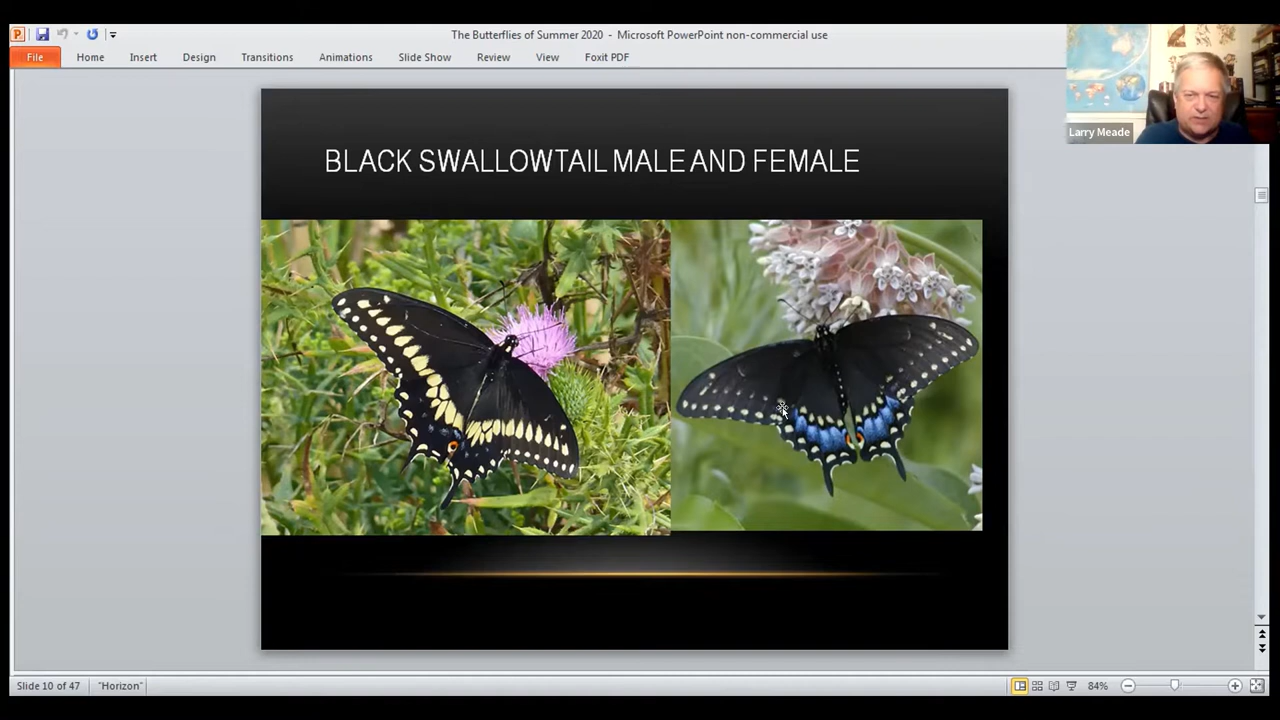 The Butterflies of Summer 2020 - Microsoft PowerPoint non-commercial use
File Home Insert Design Transitions Animations Slide Show Review View Foxit PDF
Larry Meade
BLACK SWALLOWTAIL MALE AND FEMALE
Slide 10 of 47 "Horizon" 84%